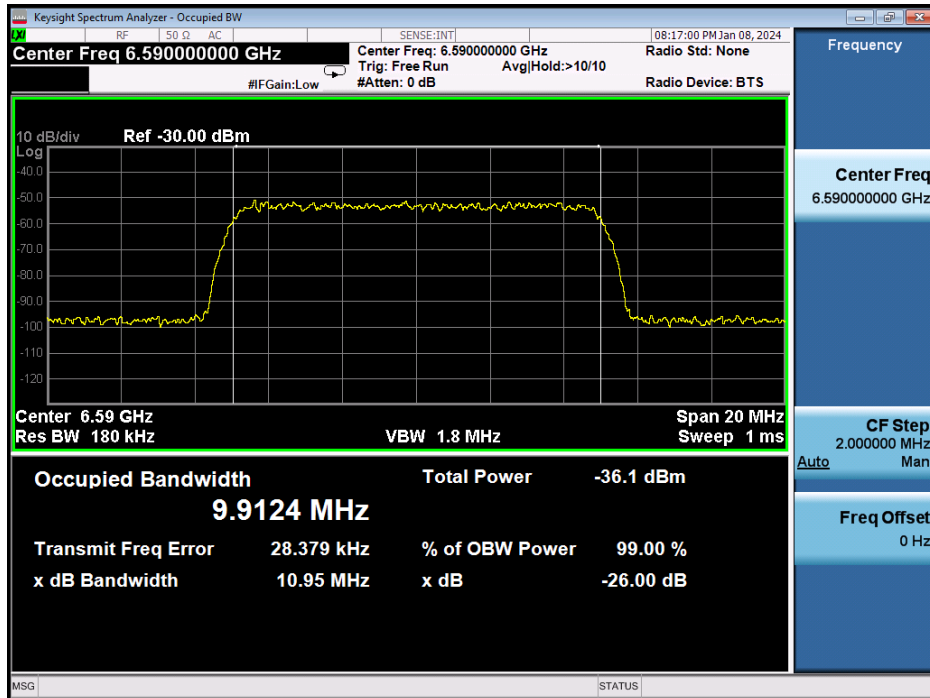 Keysight Spectrum Analyzer - Occupied BW
LXI RF 50 Ω AC SENSE:INT 08:17:00 PM Jan 08, 2024
Center Freq 6.590000000 GHz
Center Freq: 6.590000000 GHz
Radio Std: None
Trig: Free Run Avg|Hold:>10/10
#IFGain:Low
#Atten: 0 dB
Radio Device: BTS
10 dB/div Ref -30.00 dBm
Log
-40.0
-50.0
-60.0
-70.0
-80.0
-90.0
-100
-110
-120
Center 6.59 GHz Span 20 MHz
Res BW 180 kHz VBW 1.8 MHz Sweep 1 ms
Occupied Bandwidth Total Power -36.1 dBm
9.9124 MHz
Transmit Freq Error 28.379 kHz % of OBW Power 99.00 %
x dB Bandwidth 10.95 MHz x dB -26.00 dB
MSG STATUS
Frequency
Center Freq
6.590000000 GHz
CF Step
2.000000 MHz
Auto Man
Freq Offset
0 Hz